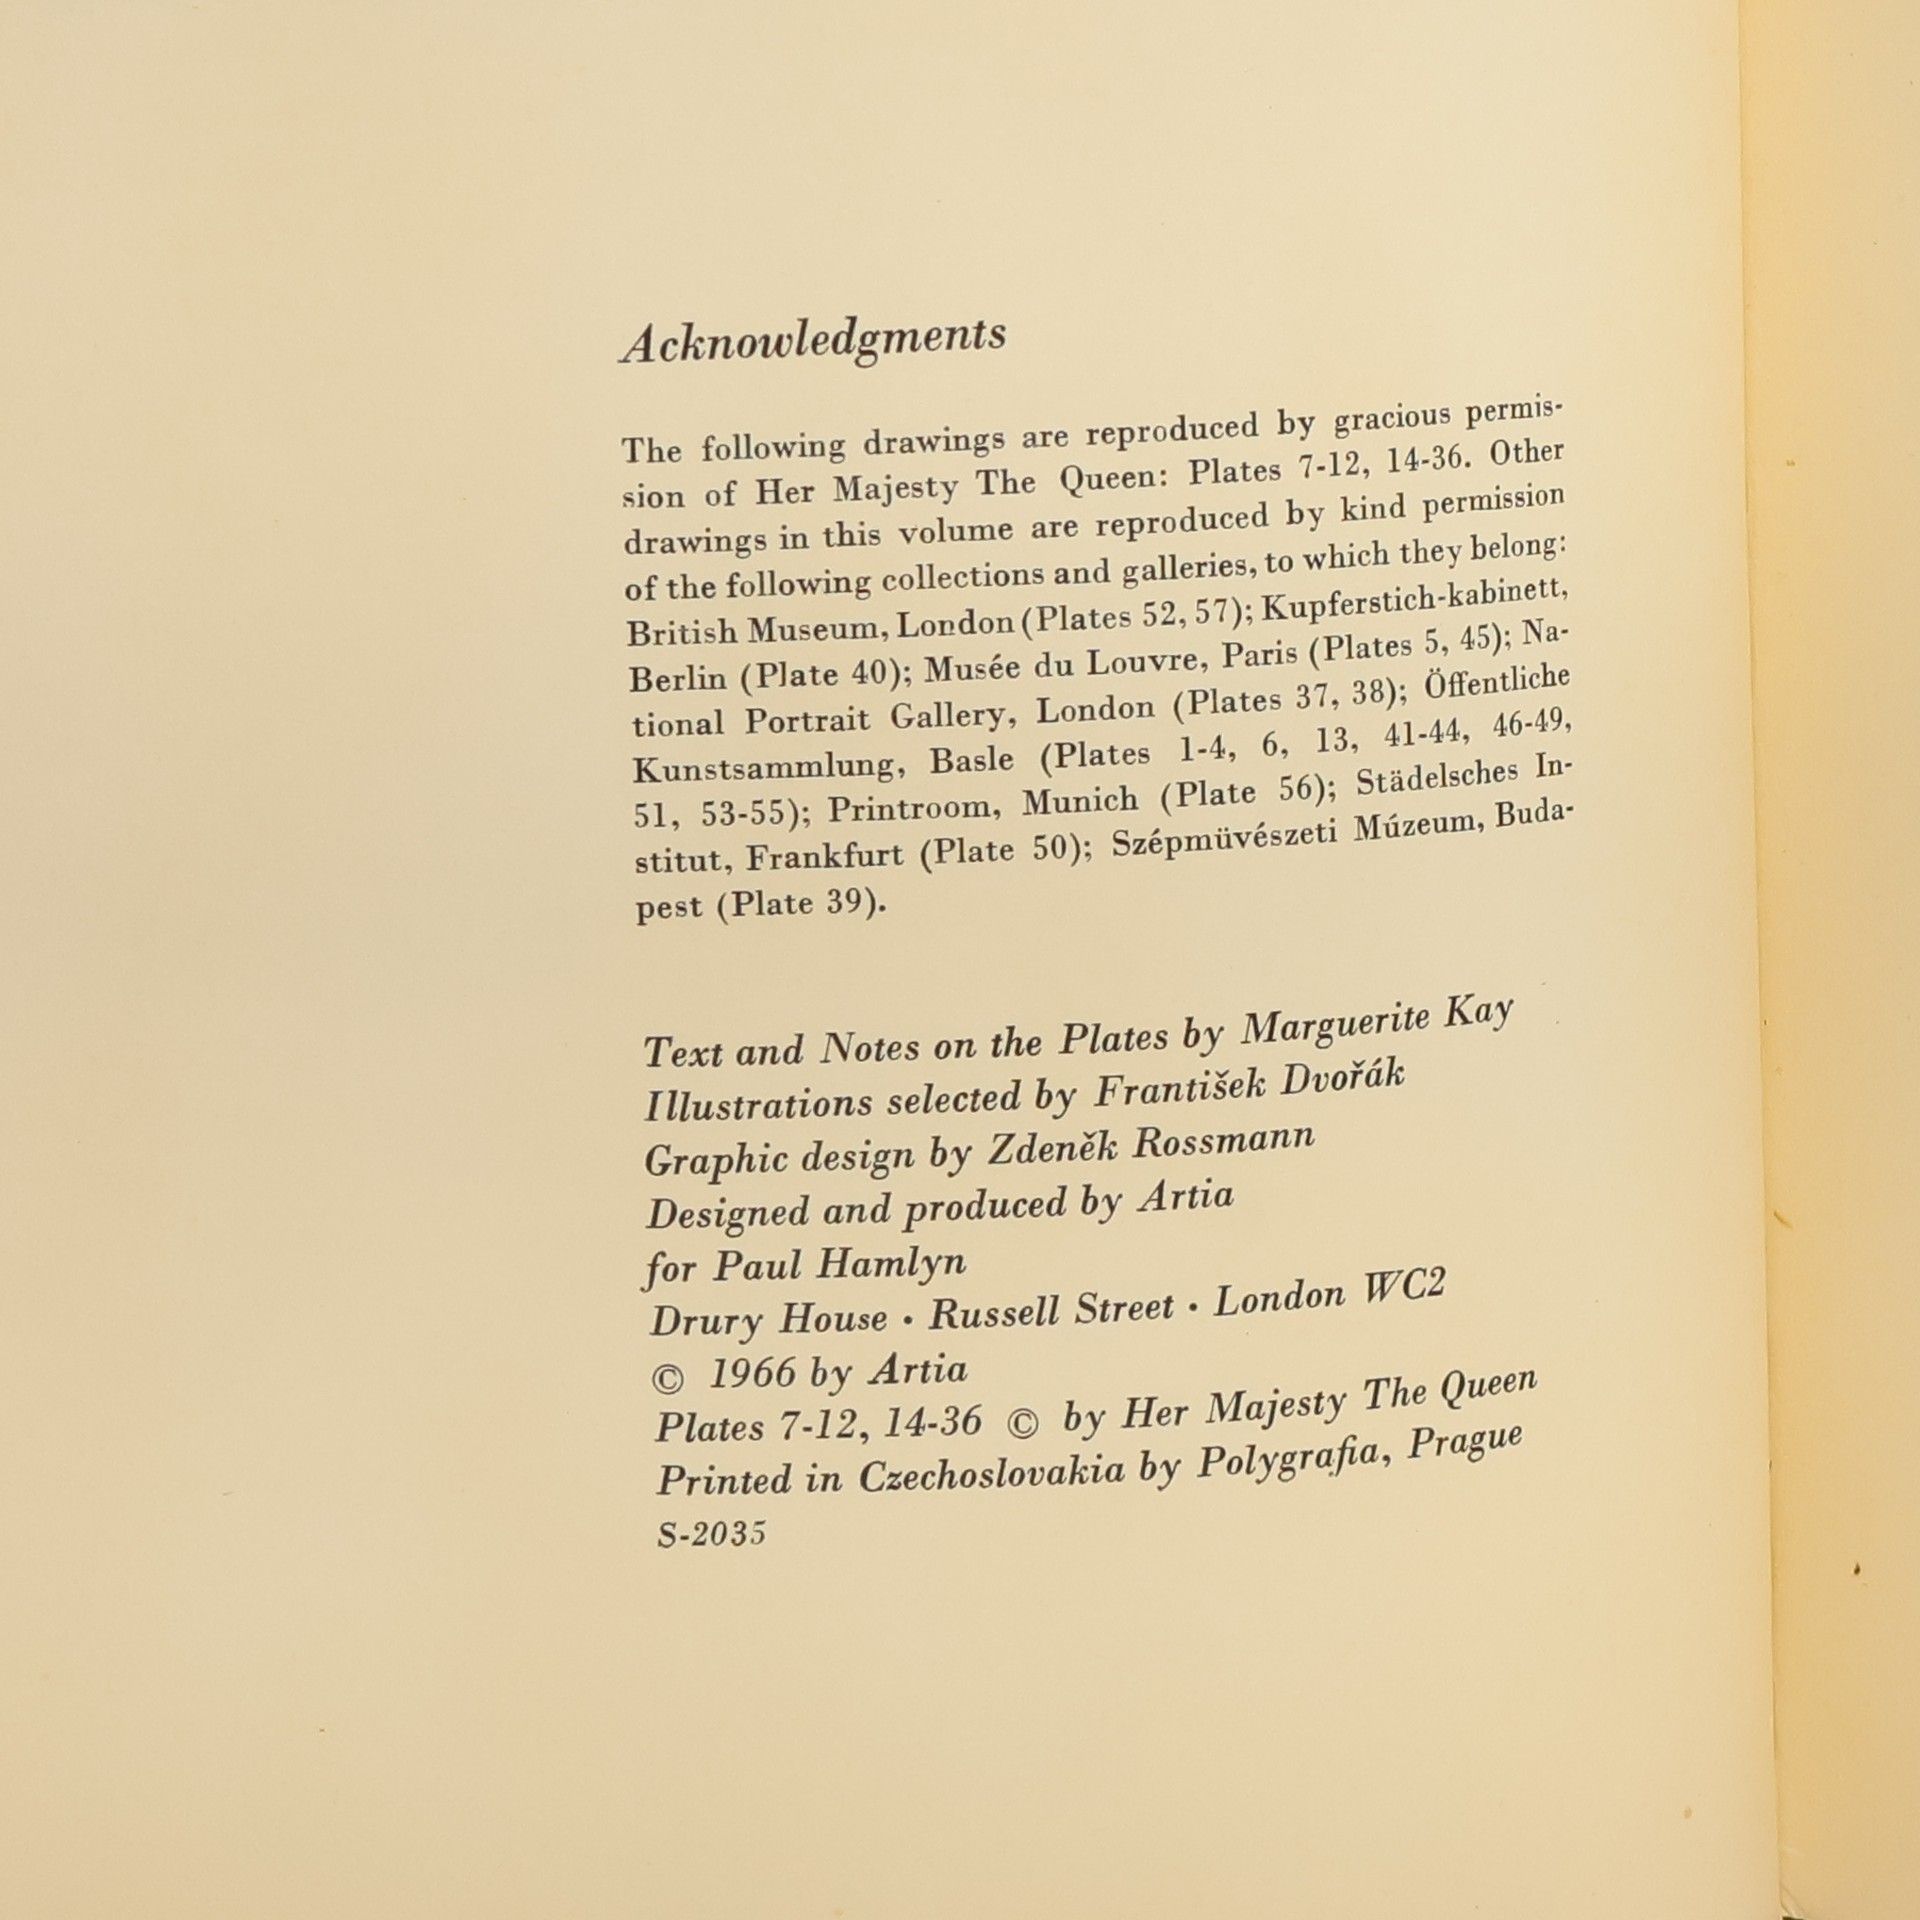 Acknowledgments
The following drawings are reproduced by gracious permis-
sion of Her Majesty The Queen: Plates 7-12, 14-36. Other
drawings in this volume are reproduced by kind permission
of the following collections and galleries, to which they belong:
British Museum, London (Plates 52, 57); Kupferstich-kabinett,
Berlin (Plate 40); Musée du Louvre, Paris (Plates 5, 45); Na-
tional Portrait Gallery, London (Plates 37, 38); Öffentliche
Kunstsammlung, Basle (Plates 1-4, 6, 13, 41-44, 46-49,
51, 53-55); Printroom, Munich (Plate 56); Städelsches In-
stitut, Frankfurt (Plate 50); Szépmüvészeti Múzeum, Buda-
pest (Plate 39).
Text and Notes on the Plates by Marguerite Kay
Illustrations selected by František Dvořák
Graphic design by Zdeněk Rossmann
Designed and produced by Artia
for Paul Hamlyn
Drury House • Russell Street • London WC2
© 1966 by Artia
Plates 7-12, 14-36 © by Her Majesty The Queen
Printed in Czechoslovakia by Polygrafia, Prague
S-2035